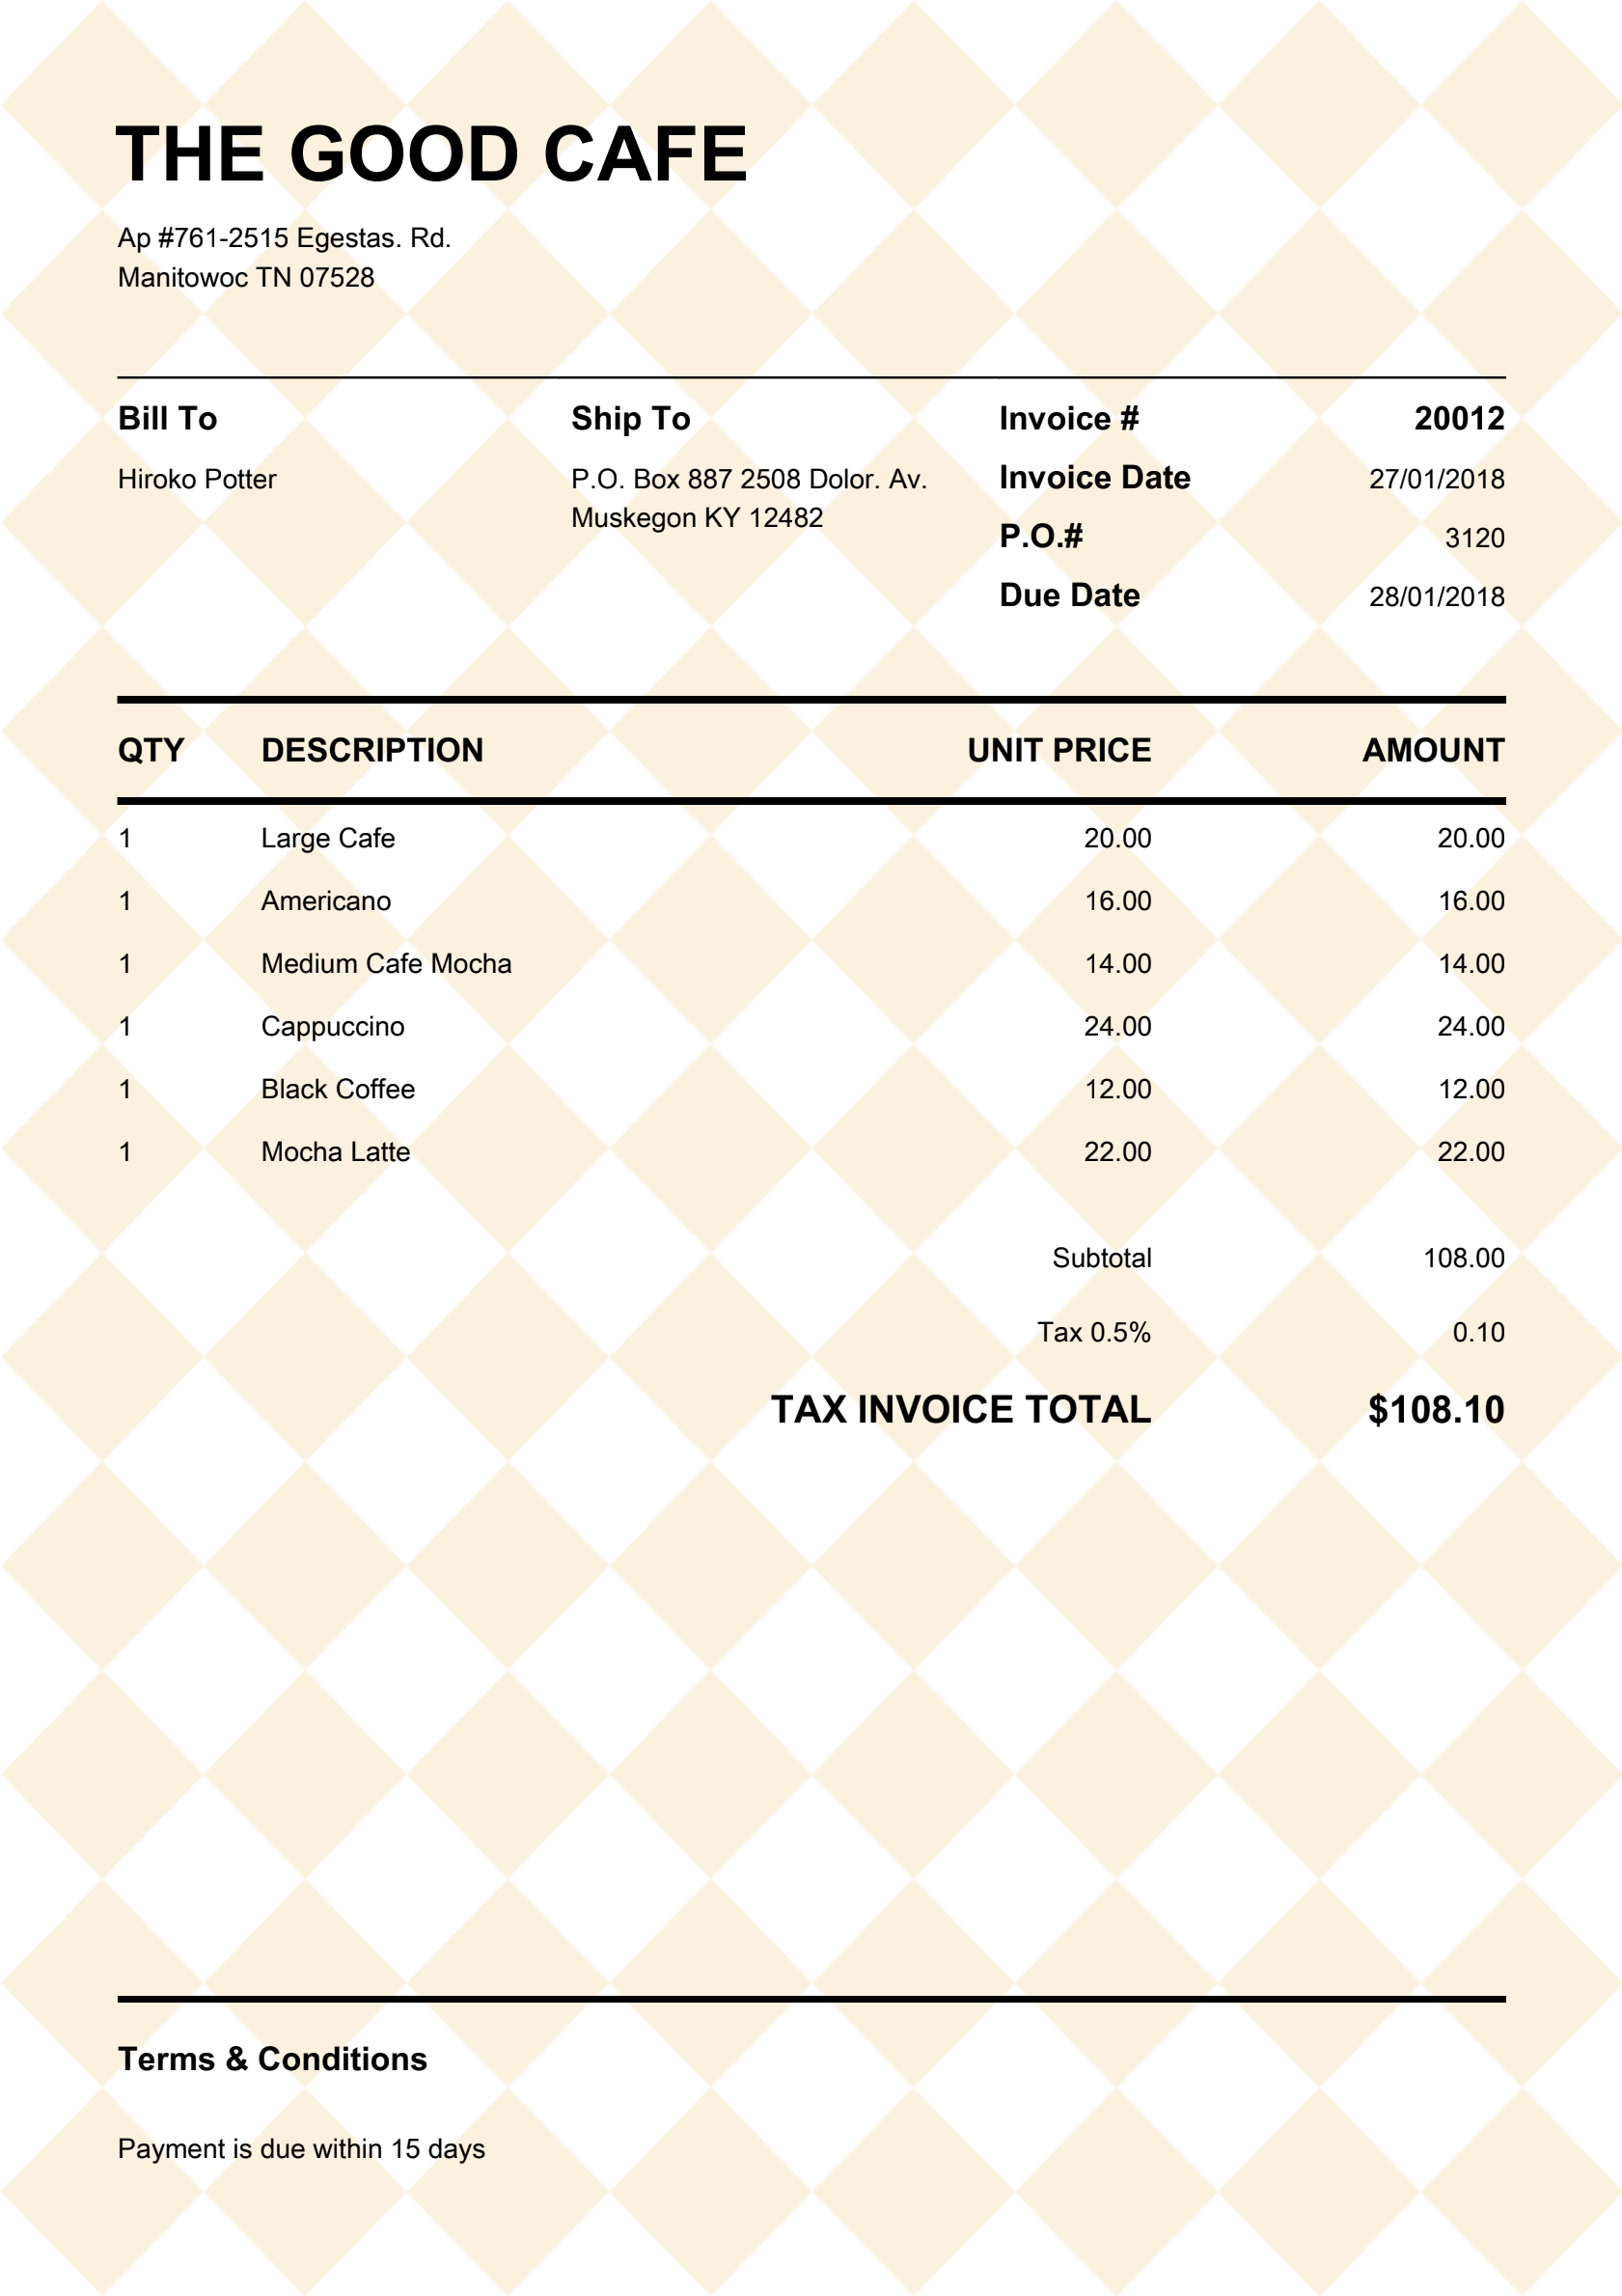 THE GOOD CAFE
Ap #761-2515 Egestas. Rd.
Manitowoc TN 07528
Bill To Ship To Invoice # 20012
Hiroko Potter P.O. Box 887 2508 Dolor. Av. Invoice Date 27/01/2018
Muskegon KY 12482
P.O.# 3120
Due Date 28/01/2018
QTY DESCRIPTION UNIT PRICE AMOUNT
1 Large Cafe 20.00 20.00
1 Americano 16.00 16.00
1 Medium Cafe Mocha 14.00 14.00
1 Cappuccino 24.00 24.00
1 Black Coffee 12.00 12.00
1 Mocha Latte 22.00 22.00
Subtotal 108.00
Tax 0.5% 0.10
TAX INVOICE TOTAL $108.10
Terms & Conditions
Payment is due within 15 days